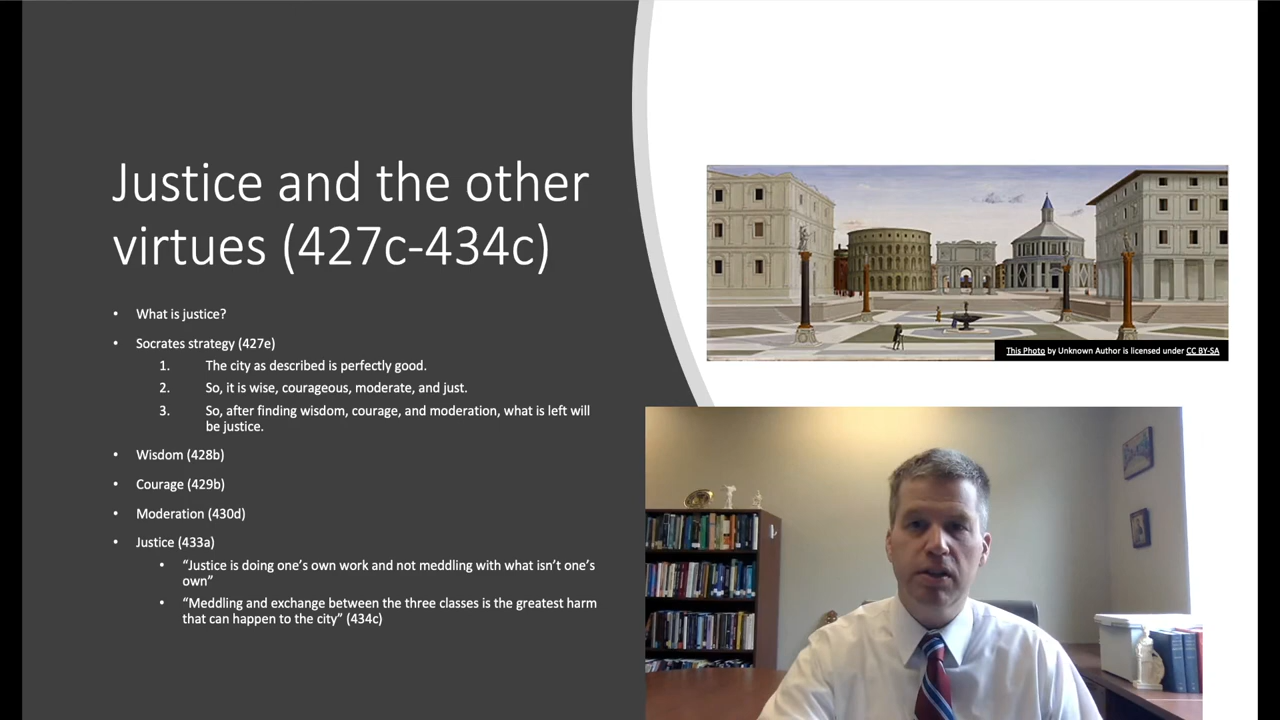 Justice and the other
virtues (427c-434c)
• What is justice?
• Socrates strategy (427e)
1. The city as described is perfectly good.
2. So, it is wise, courageous, moderate, and just.
3. So, after finding wisdom, courage, and moderation, what is left will
be justice.
• Wisdom (428b)
• Courage (429b)
• Moderation (430d)
• Justice (433a)
• “Justice is doing one’s own work and not meddling with what isn’t one’s
own”
• “Meddling and exchange between the three classes is the greatest harm
that can happen to the city” (434c)
This Photo by Unknown Author is licensed under CC BY-SA